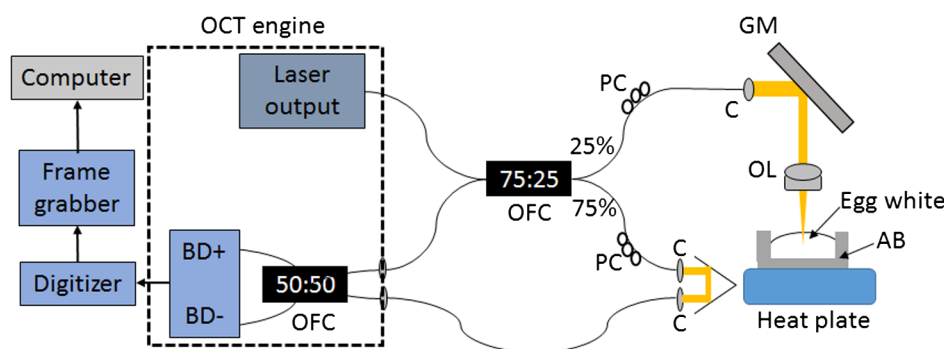 OCT engine
Computer
Laser
output
Frame
grabber
Digitizer
BD+
BD-
50:50
OFC
75:25
OFC
25%
75%
PC
PC
C
GM
OL
Egg white
AB
C
C
Heat plate